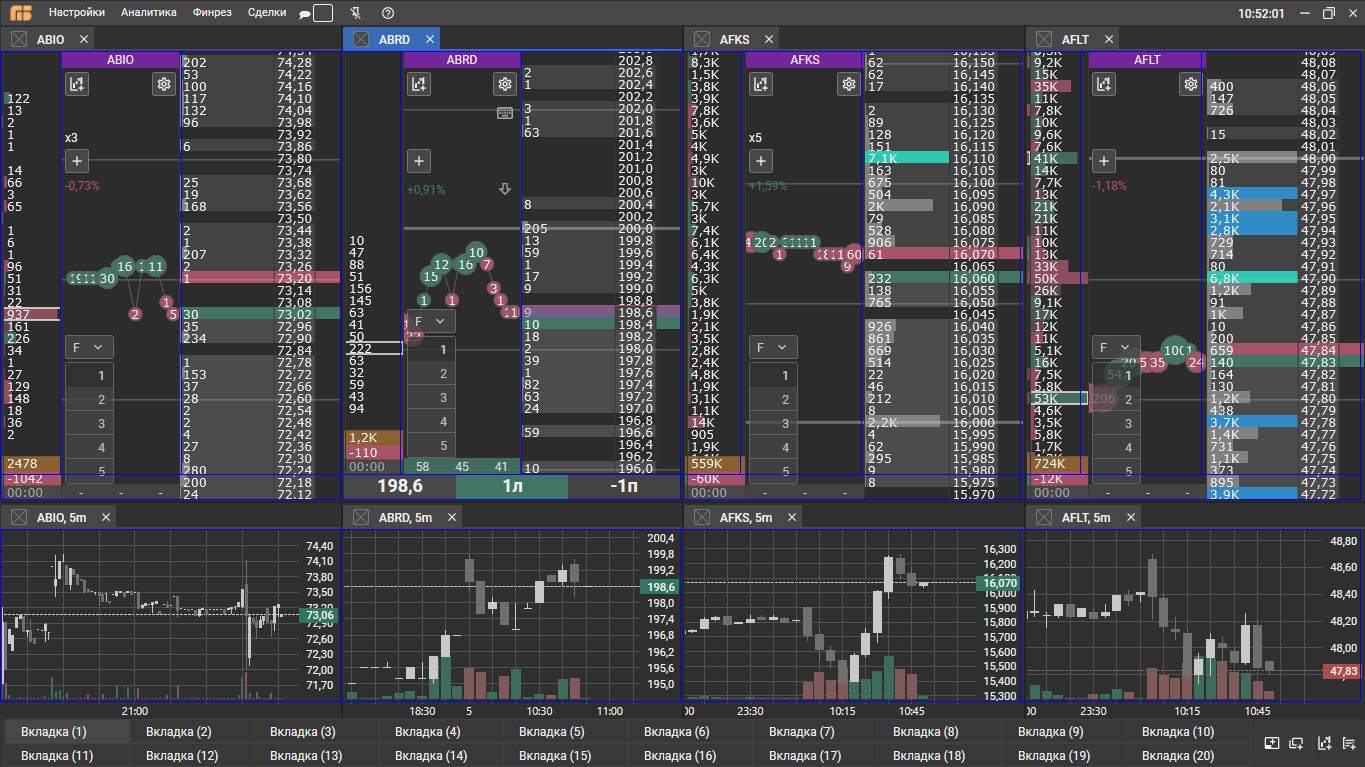 Настройки Аналитика Финрез Сделки 10:52:01
ABIO ABRD AFKS AFLT
ABIO
x3
-0,73%
F
1
2
3
4
5
122
13
2
1
1
14
66
3
65
1
6
1
96
51
31
22
937
161
226
34
27
129
148
18
36
2
2478
-1042
00:00
202 74,28
53 74,22
100 74,16
117 74,10
132 74,04
96 73,98
73,92
6 73,86
73,80
73,74
25 73,68
19 73,62
168 73,56
73,50
2 73,44
1 73,38
207 73,32
2 73,26
1 73,20
73,14
73,08
30 73,02
35 72,96
234 72,90
72,84
1 72,78
153 72,72
37 72,66
28 72,60
2 72,54
2 72,48
4 72,42
27 72,36
8 72,30
280 72,24
200 72,18
24 72,12
ABRD
+0,91%
F
1
2
3
4
5
10
47
88
51
156
145
63
41
50
222
63
32
60
43
94
1,2K
-110
00:00
58 45 41
202,8
2 202,6
1 202,4
202,2
3 202,0
1 201,8
63 201,6
201,4
201,2
201,0
200,8
200,6
8 200,4
200,2
205 200,0
13 199,8
59 199,6
1 199,4
17 199,2
9 199,0
198,8
9 198,6
10 198,4
18 198,2
2 198,0
39 197,8
1 197,6
82 197,4
63 197,2
24 197,0
196,8
59 196,6
196,4
196,2
10 196,0
198,6 1л -1п
AFKS
x5
+1,59%
F
1
2
3
4
5
8,3K
1,5K
3,8K
3,9K
7,8K
3,6K
5K
4K
4,9K
3K
10K
3K
5,7K
3K
7,4K
6,1K
6,4K
4,3K
6,3K
5K
3,8K
1,9K
2,1K
3,5K
2,8K
2,4K
4,8K
1,9K
3,1K
1,1K
14K
905
1,9K
559K
-60K
00:00
62 16,150
62 16,145
17 16,140
16,135
2 16,130
89 16,125
128 16,120
151 16,115
7,1K 16,110
163 16,105
675 16,100
504 16,095
2K 16,090
79 16,085
528 16,080
906 16,075
61 16,070
16,065
232 16,060
138 16,055
765 16,050
16,045
926 16,040
861 16,035
669 16,030
514 16,025
22 16,020
46 16,015
212 16,010
8 16,005
2,2K 16,000
4 15,995
62 15,990
295 15,985
9 15,980
8 15,975
15,970
AFLT
-1,18%
F
1
2
3
4
5
9,2K
15K
35K
11K
7,8K
10K
9,6K
7,6K
41K
14K
7,7K
13K
21K
21K
11K
10K
13K
33K
50K
26K
9,1K
17K
12K
11K
5,1K
16K
7,5K
5,8K
53K
4,6K
3,5K
5,8K
1,7K
724K
-12K
00:00
48,08
48,07
400 48,06
147 48,05
726 48,04
48,03
15 48,02
48,01
2,5K 48,00
80 47,99
81 47,98
4,3K 47,97
2,1K 47,96
3,1K 47,95
2,8K 47,94
729 47,93
714 47,92
80 47,91
6,8K 47,90
1,2K 47,89
91 47,88
1K 47,87
10 47,86
200 47,85
659 47,84
140 47,83
164 47,82
130 47,81
1,2K 47,80
438 47,79
3,7K 47,78
1,4K 47,77
731 47,76
1,1K 47,75
373 47,74
895 47,73
3,9K 47,72
ABIO, 5m ABRD, 5m AFKS, 5m AFLT, 5m
74,40
74,10
73,80
73,50
73,06
72,90
72,60
72,30
72,00
71,70
21:00
200,4
199,8
199,2
198,6
198,0
197,4
196,8
196,2
195,6
195,0
18:30 5 10:30 11:00
16,300
16,200
16,070
16,000
15,900
15,800
15,700
15,600
15,500
15,400
15,300
:00 23:30 10:15 10:45
48,80
48,60
48,40
48,20
48,00
47,83
:00 23:30 10:15 10:45
Вкладка (1) Вкладка (2) Вкладка (3) Вкладка (4) Вкладка (5) Вкладка (6) Вкладка (7) Вкладка (8) Вкладка (9) Вкладка (10)
Вкладка (11) Вкладка (12) Вкладка (13) Вкладка (14) Вкладка (15) Вкладка (16) Вкладка (17) Вкладка (18) Вкладка (19) Вкладка (20)